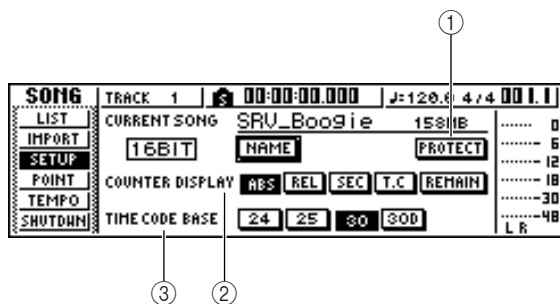 ①
SONG TRACK 1 S 00:00:00.000 ♩=120.0 4/4 001.1
LIST CURRENT SONG SRV_Boogie 158MB 0
IMPORT 16BIT NAME PROTECT 6
SETUP 12
POINT COUNTER DISPLAY ABS REL SEC T.C REMAIN 18
TEMPO 30
SHUTDWN TIME CODE BASE 24 25 30 30D 48
L R
③ ②